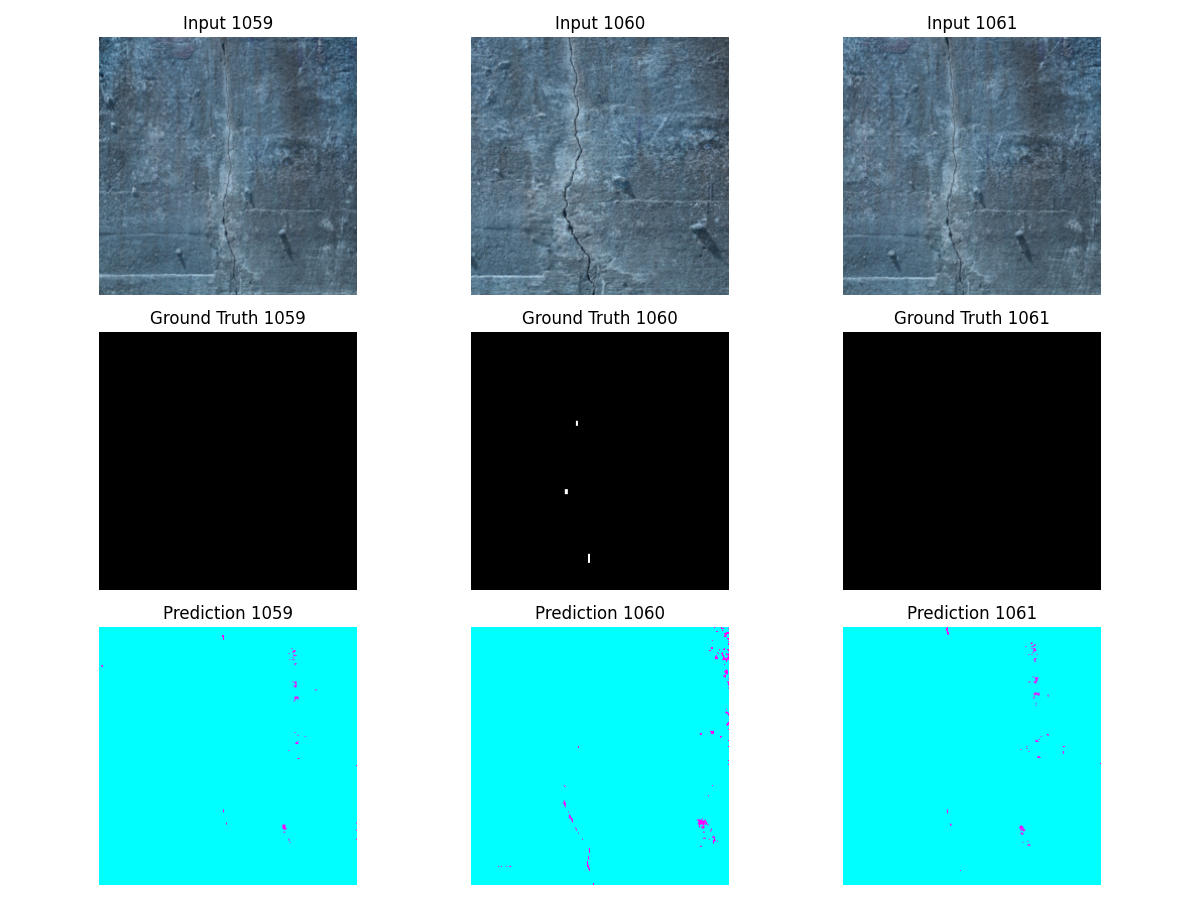 Input 1059
Input 1060
Input 1061
Ground Truth 1059
Ground Truth 1060
Ground Truth 1061
Prediction 1059
Prediction 1060
Prediction 1061